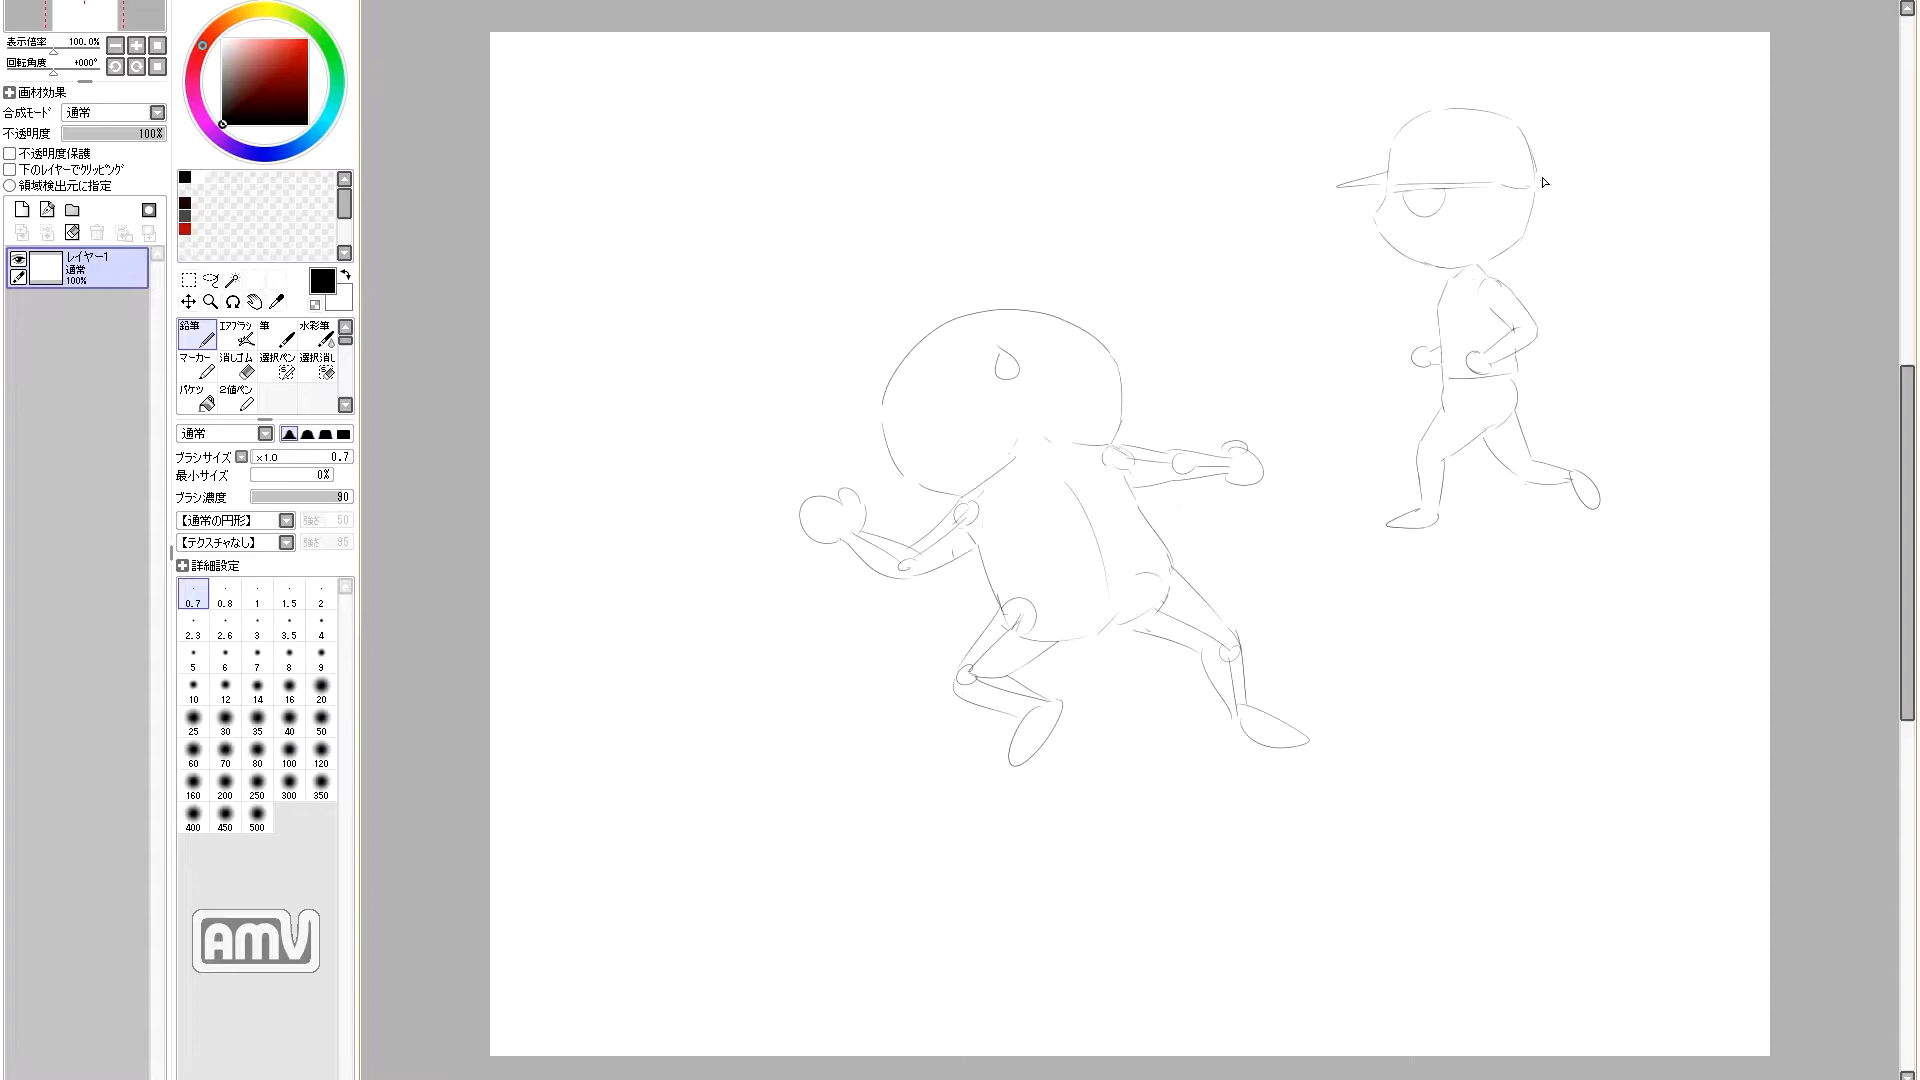 表示倍率 100.0%
回転角度 +000°
画材効果
合成モード 通常
不透明度 100%
不透明度保護
下のレイヤーでクリッピング
領域検出元に指定
レイヤー1
通常
100%
鉛筆 エアブラシ 筆 水彩筆
マーカー 消しゴム 選択ペン 選択消し
バケツ 2値ペン
通常
ブラシサイズ x1.0 0.7
最小サイズ 0%
ブラシ濃度 90
【通常の円形】 強さ 50
【テクスチャなし】 強さ 95
詳細設定
0.7 0.8 1 1.5 2
2.3 2.6 3 3.5 4
5 6 7 8 9
10 12 14 16 20
25 30 35 40 50
60 70 80 100 120
160 200 250 300 350
400 450 500
AMV